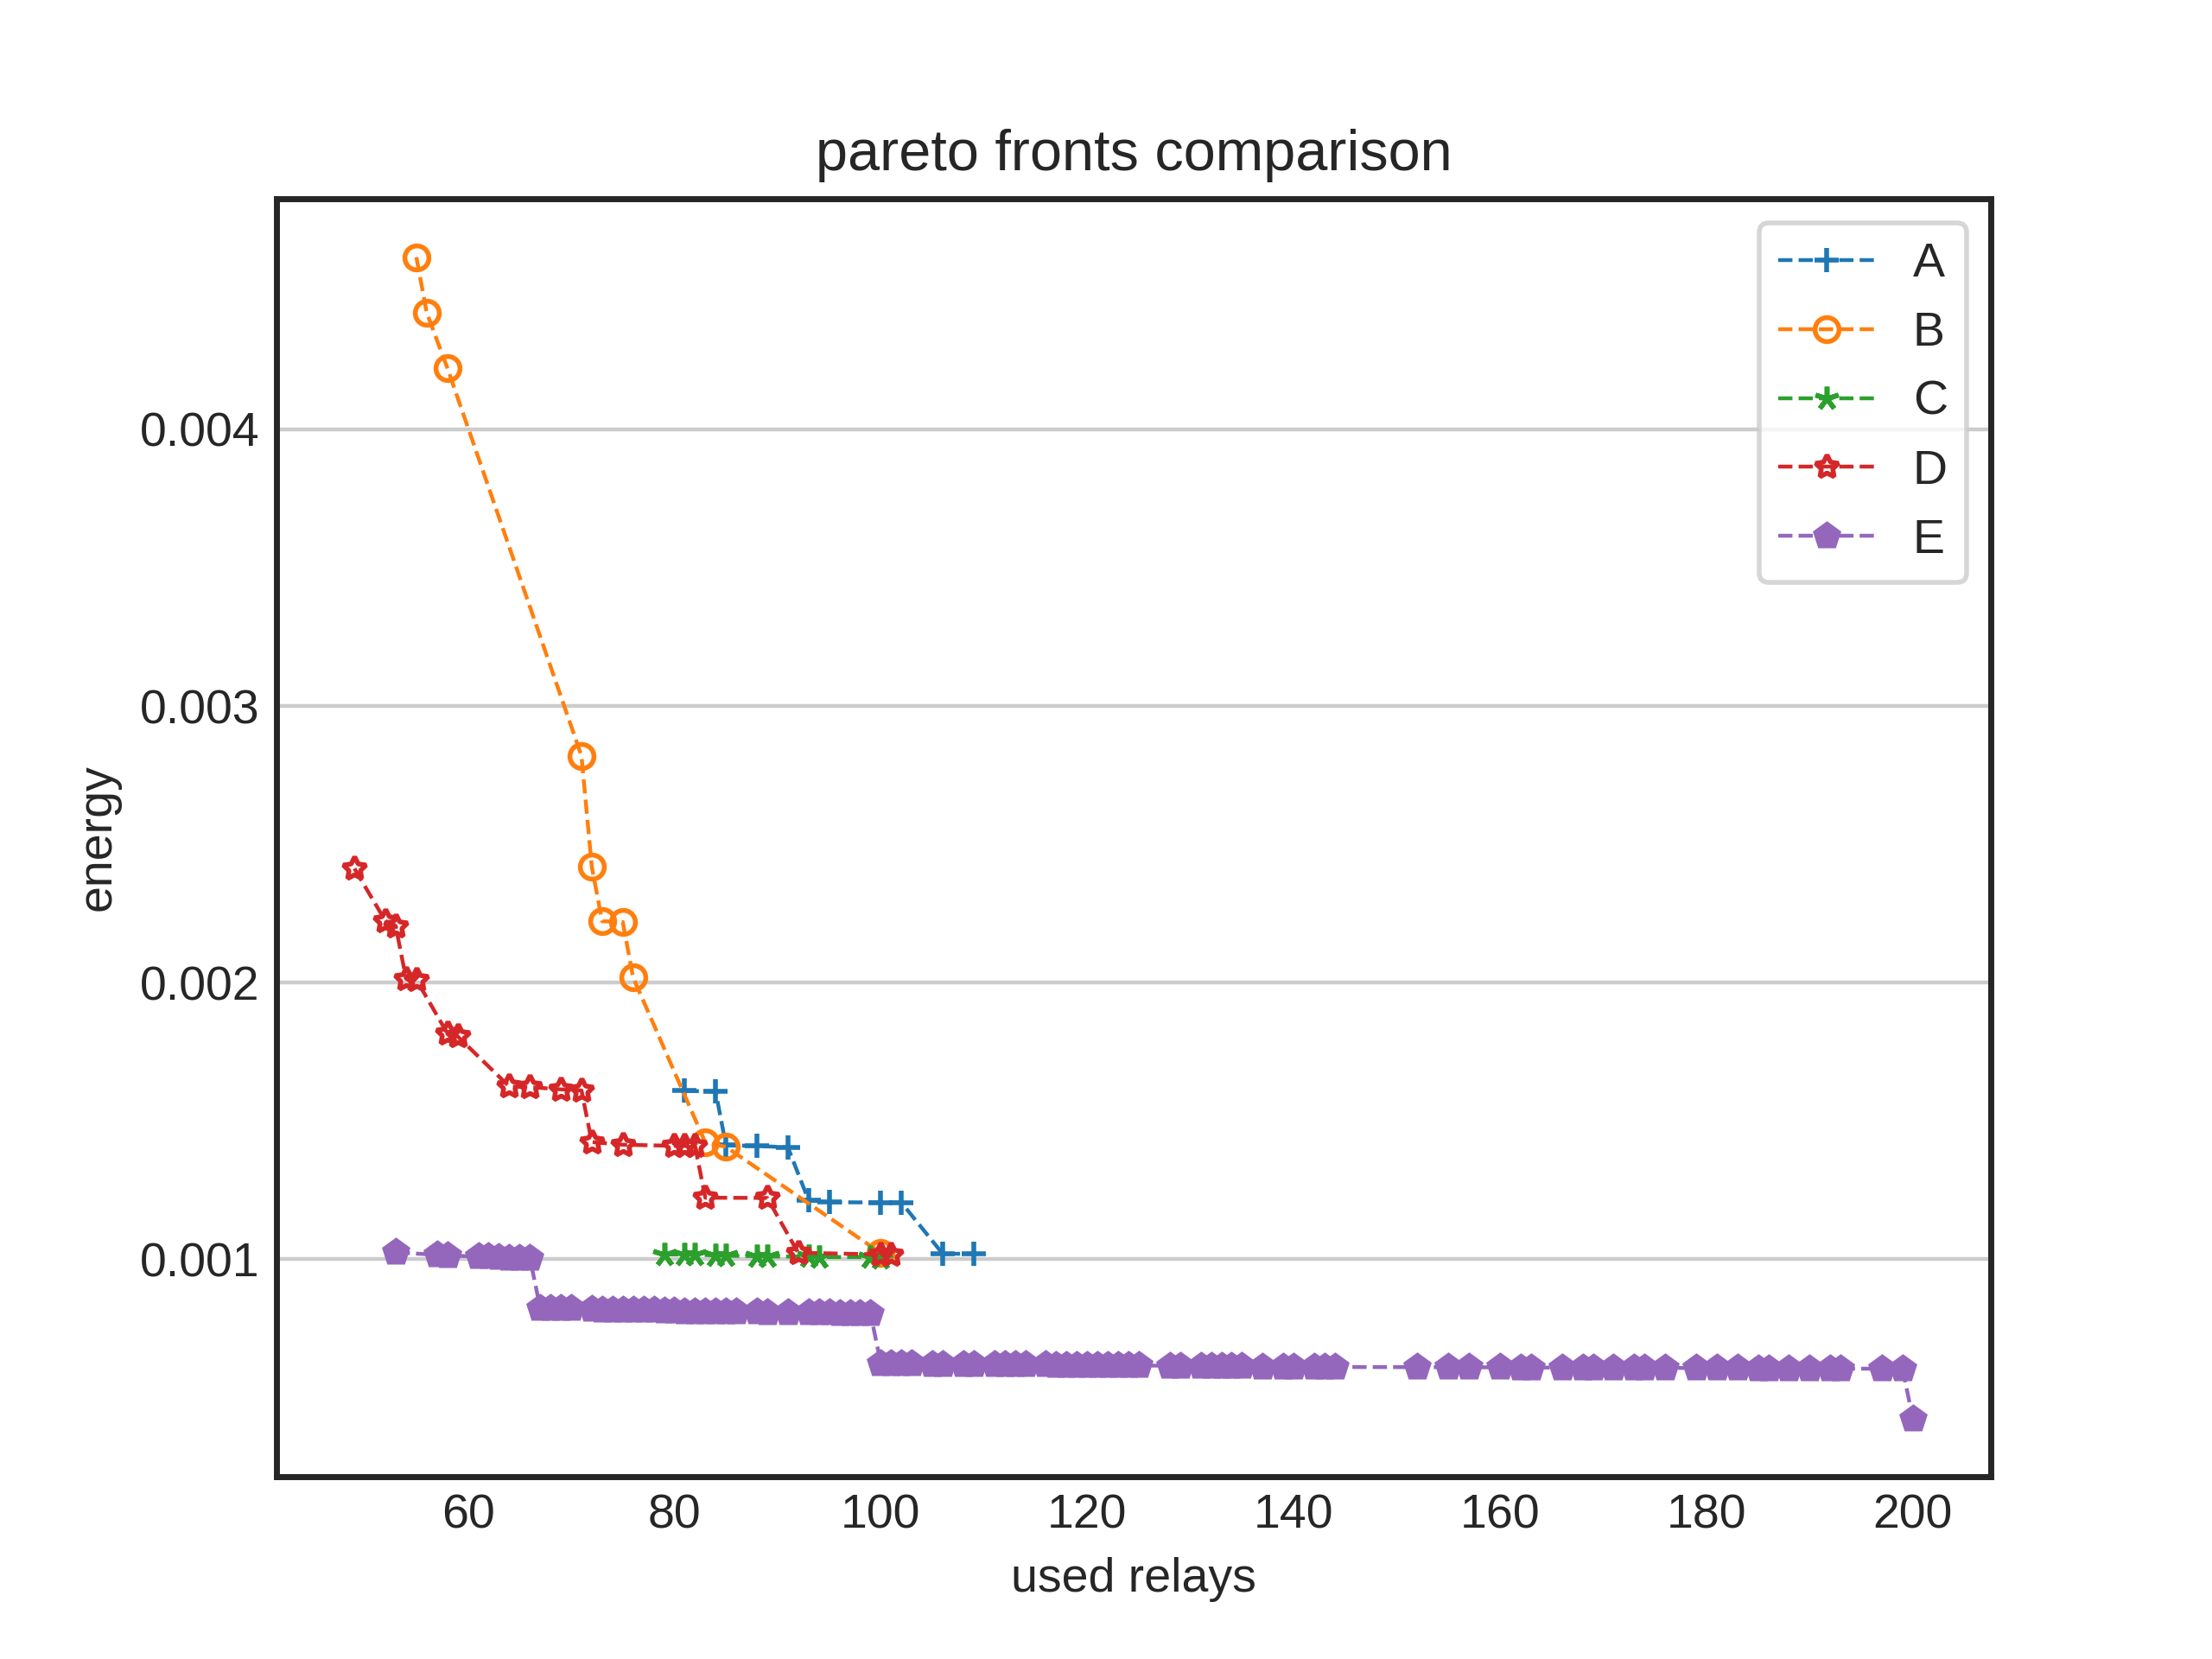 pareto fronts comparison
A
B
C
D
E
0.004
0.003
0.002
0.001
energy
60 80 100 120 140 160 180 200
used relays